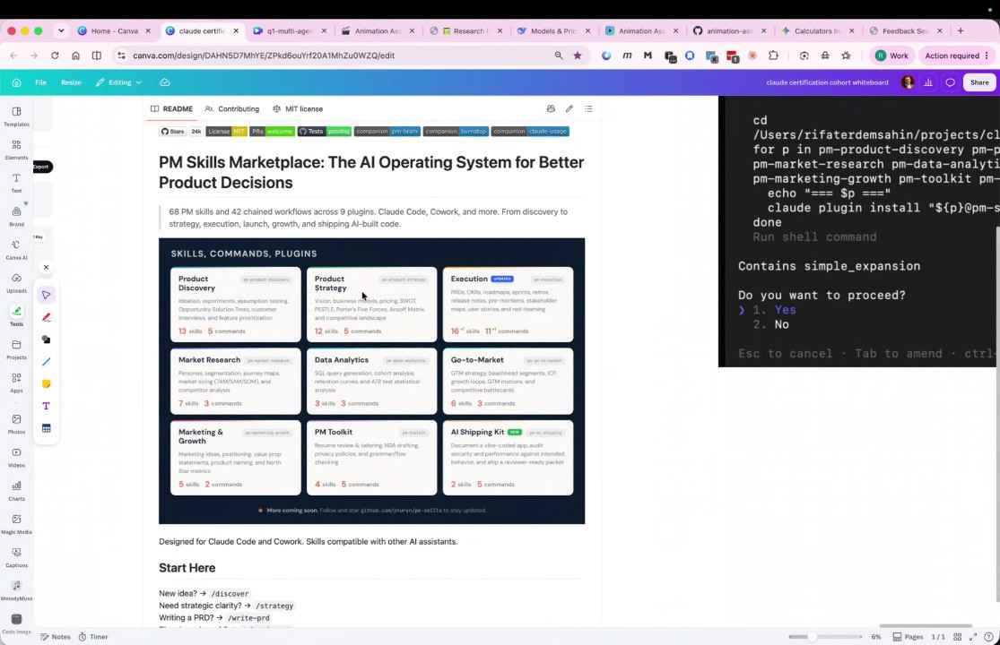 Home - Canva
claude certific
q1-multi-age
Animation As
Research
Models & Pric
Animation As
animation-as
Calculators In
Feedback Se
canva.com/design/DAHN5D7MhYE/ZPkd6ouYrf20A1MhZu0WZQ/edit
Work
Action required
File
Resize
Editing
claude certification cohort whiteboard
Share
Templates
Elements
Text
Brand
Canva AI
Uploads
Tools
Projects
Apps
Photos
Videos
Charts
Magic Media
Captions
MelodyMuse
Code Image
Export
Key
README
Contributing
MIT license
Stars 24k
License MIT
PRs welcome
Tests passing
companion pm-brain
companion burnstop
companion claude-usage
PM Skills Marketplace: The AI Operating System for Better
Product Decisions
68 PM skills and 42 chained workflows across 9 plugins. Claude Code, Cowork, and more. From discovery to
strategy, execution, launch, growth, and shipping AI-built code.
SKILLS, COMMANDS, PLUGINS
Product
Discovery
pm-product-discovery
Ideation, experiments, assumption testing,
Opportunity Solution Trees, customer
interviews, and feature prioritization
13 skills 5 commands
Product
Strategy
pm-product-strategy
Vision, business models, pricing, SWOT,
PESTLE, Porter's Five Forces, Ansoff Matrix,
and competitive landscape
12 skills 5 commands
Execution UPDATED pm-execution
PRDs, OKRs, roadmaps, sprints, retros,
release notes, pre-mortems, stakeholder
maps, user stories, and red-teaming
16 skills 11 commands
Market Research pm-market-research
Personas, segmentation, journey maps,
market sizing (TAM/SAM/SOM), and
competitor analysis
7 skills 3 commands
Data Analytics pm-data-analytics
SQL query generation, cohort analysis,
retention curves, and A/B test statistical
analysis
3 skills 3 commands
Go-to-Market pm-go-to-market
GTM strategy, beachhead segments, ICP,
growth loops, GTM motions, and
competitive battlecards
6 skills 3 commands
Marketing &
Growth
pm-marketing-growth
Marketing ideas, positioning, value prop
statements, product naming, and North
Star metrics
5 skills 2 commands
PM Toolkit pm-toolkit
Resume review & tailoring, NDA drafting,
privacy policies, and grammar/flow
checking
4 skills 5 commands
AI Shipping Kit NEW pm-ai-shipping
Document a vibe-coded app, audit
security and performance against intended
behavior, and ship a reviewer-ready packet
2 skills 5 commands
More coming soon. Follow and star github.com/phuryn/pm-skills to stay updated.
Designed for Claude Code and Cowork. Skills compatible with other AI assistants.
Start Here
New idea? → /discover
Need strategic clarity? → /strategy
Writing a PRD? → /write-prd
cd
/Users/rifaterdemsahin/projects/cl
for p in pm-product-discovery pm-p
pm-market-research pm-data-analyti
pm-marketing-growth pm-toolkit pm-
echo "=== $p ==="
claude plugin install "${p}@pm-s
done
Run shell command
Contains simple_expansion
Do you want to proceed?
❯ 1. Yes
2. No
Esc to cancel · Tab to amend · ctrl-
Notes
Timer
6%
Pages
1 / 1